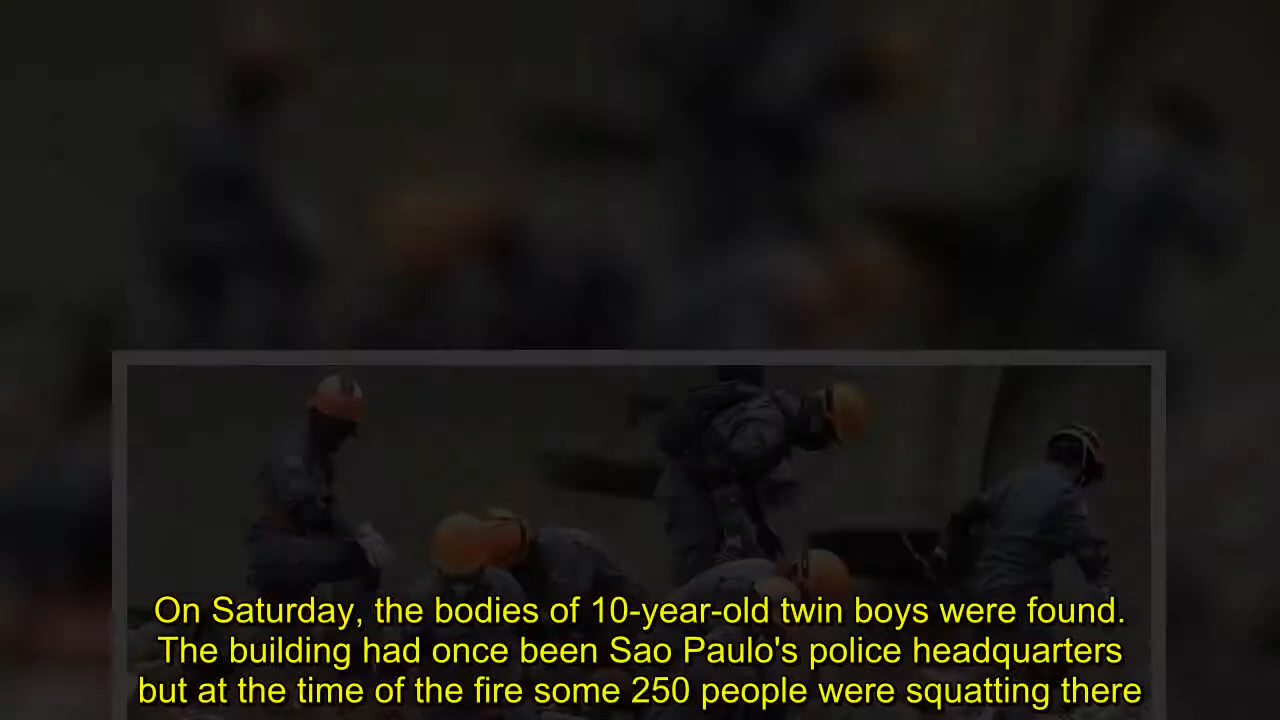 On Saturday, the bodies of 10-year-old twin boys were found.
The building had once been Sao Paulo's police headquarters
but at the time of the fire some 250 people were squatting there